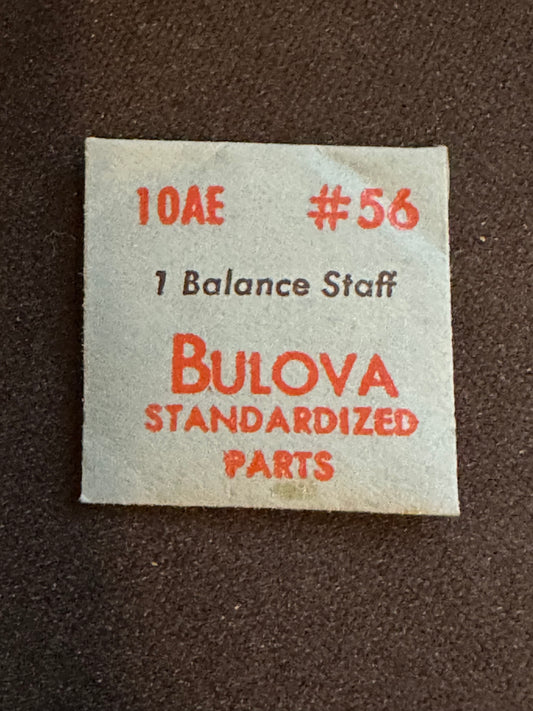 10AE #56
1 Balance Staff
BULOVA
STANDARDIZED
PARTS